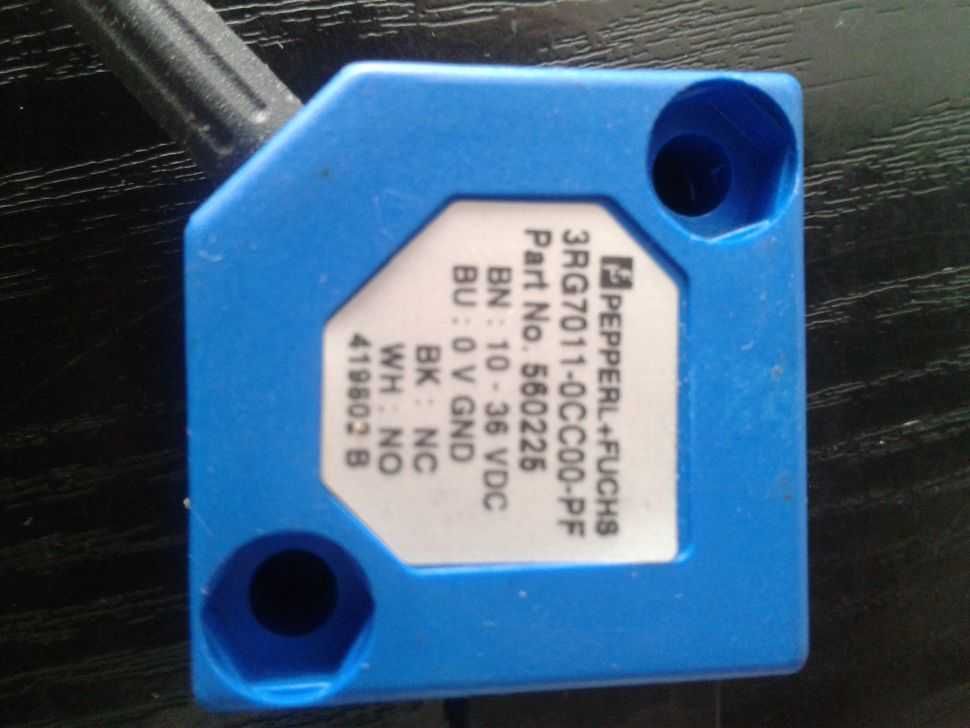 PEPPERL+FUCHS
3RG7011-0CC00-PF
Part No. 560225
BN : 10 - 36 VDC
BU : 0 V GND
BK : NC
WH : NO
419602 B